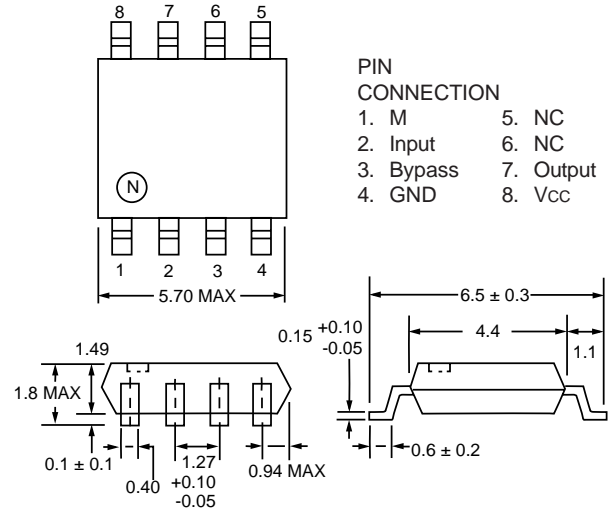 8 7 6 5
PIN
CONNECTION
1. M 5. NC
2. Input 6. NC
3. Bypass 7. Output
4. GND 8. VCC
N
1 2 3 4
5.70 MAX
6.5 ± 0.3
4.4
1.1
0.15 +0.10
-0.05
1.49
1.8 MAX
0.1 ± 0.1
0.40
1.27
+0.10
-0.05
0.94 MAX
0.6 ± 0.2